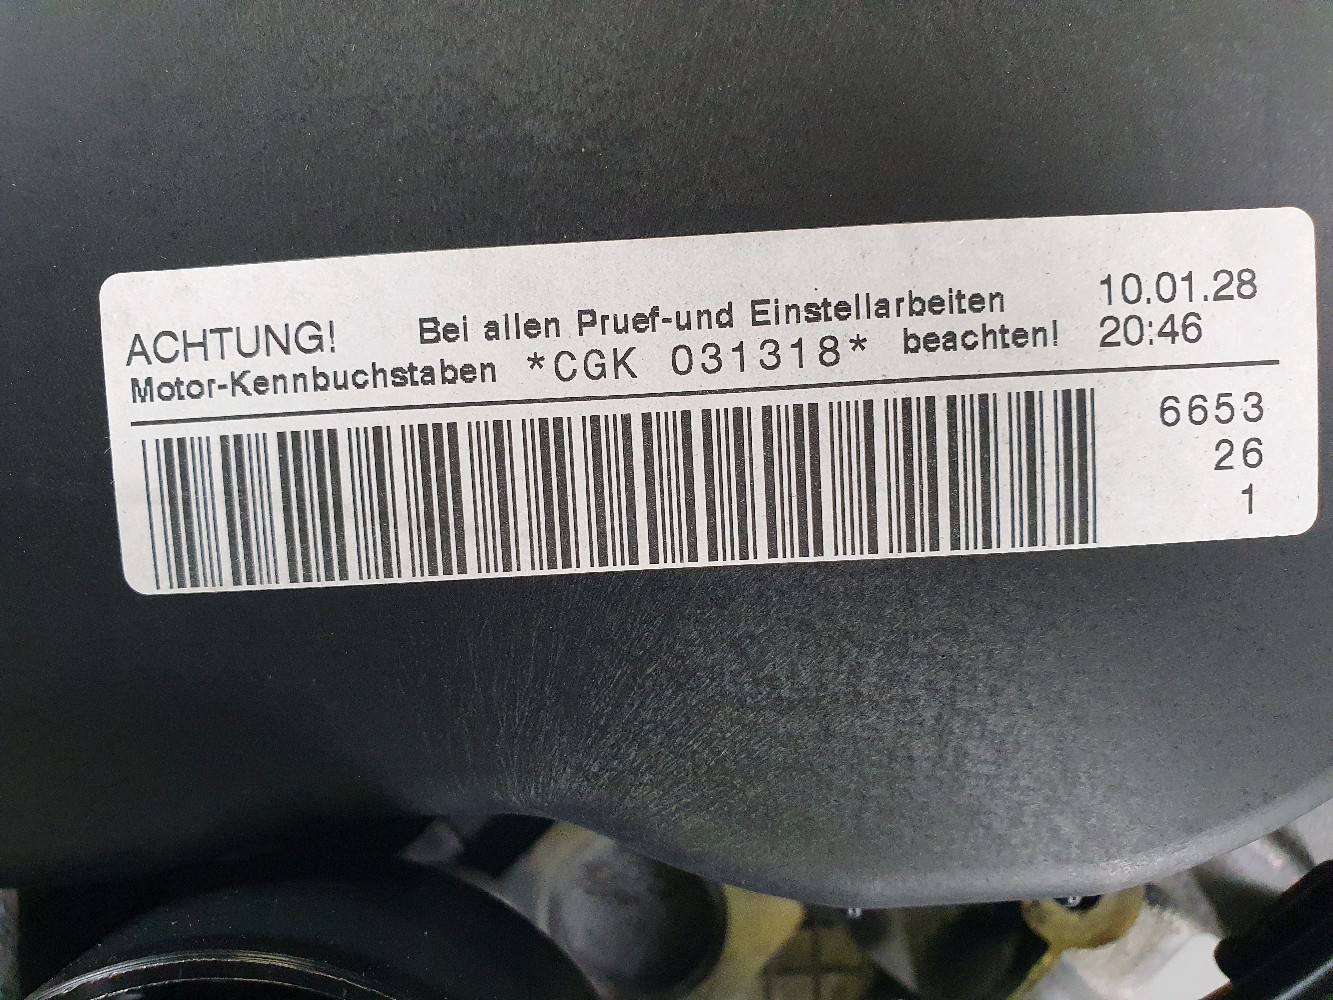 ACHTUNG! Bei allen Pruef-und Einstellarbeiten 10.01.28
Motor-Kennbuchstaben *CGK 031318* beachten! 20:46
6653
26
1